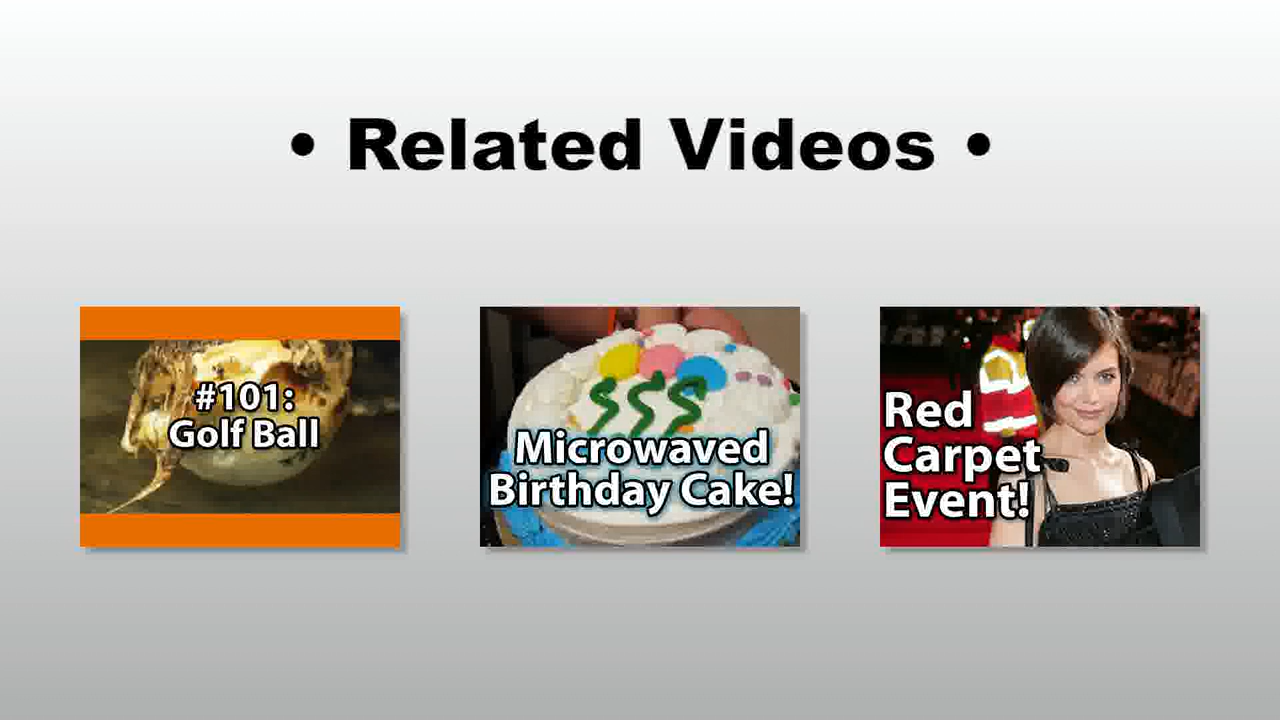 • Related Videos •
#101:
Golf Ball
$$$
Microwaved
Birthday Cake!
Red
Carpet
Event!